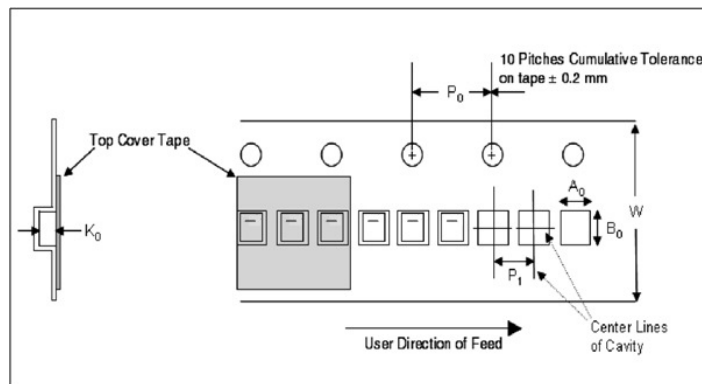 10 Pitches Cumulative Tolerance
on tape ± 0.2 mm
P₀
Top Cover Tape
A₀
W
K₀
B₀
P₁
Center Lines
of Cavity
User Direction of Feed